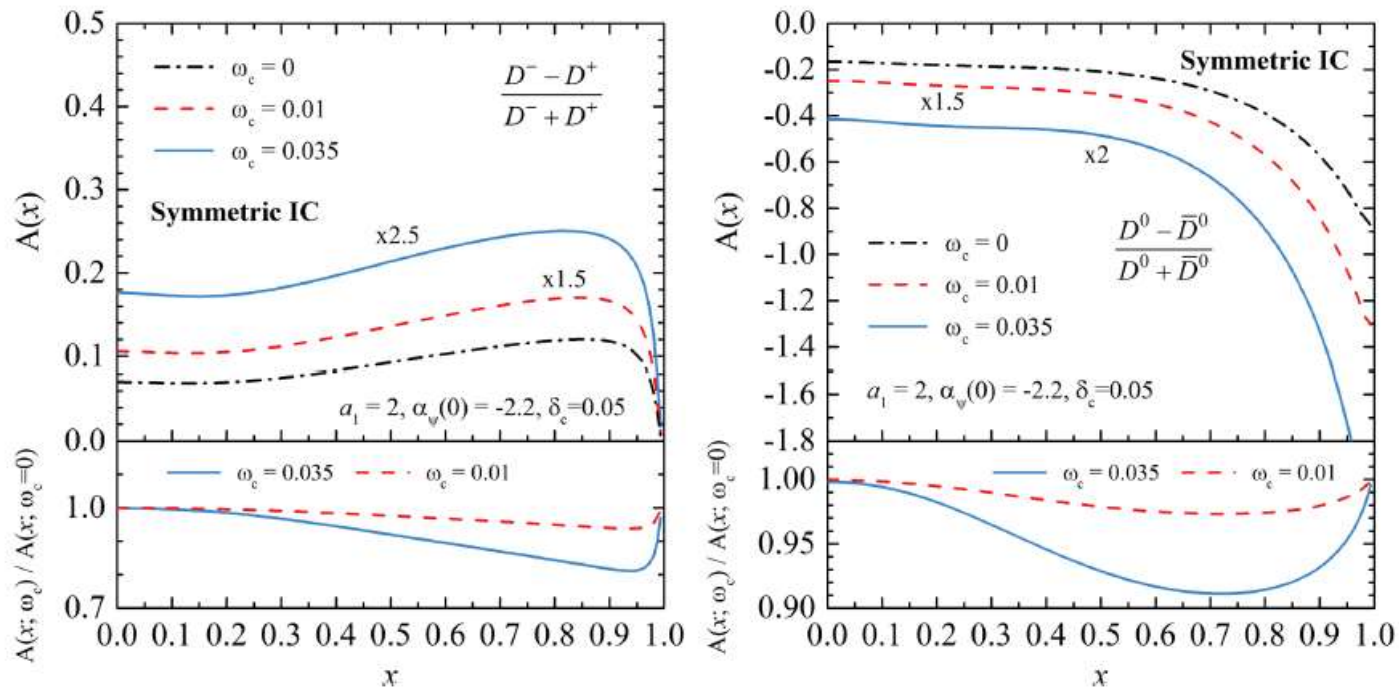 0.5
0.4
0.3
0.2
0.1
0.0
A(x)
ω_c = 0
ω_c = 0.01
ω_c = 0.035
D⁻ − D⁺
D⁻ + D⁺
Symmetric IC
x2.5
x1.5
a₁ = 2, α_ψ(0) = -2.2, δ_c=0.05
ω_c = 0.035 ω_c = 0.01
1.0
0.7
A(x; ω_c) / A(x; ω_c=0)
0.0 0.1 0.2 0.3 0.4 0.5 0.6 0.7 0.8 0.9 1.0
x
0.0
-0.2
-0.4
-0.6
-0.8
-1.0
-1.2
-1.4
-1.6
-1.8
A(x)
Symmetric IC
x1.5
x2
ω_c = 0
ω_c = 0.01
ω_c = 0.035
D⁰ − D̅⁰
D⁰ + D̅⁰
a₁ = 2, α_ψ(0) = -2.2, δ_c=0.05
ω_c = 0.035 ω_c = 0.01
1.00
0.95
0.90
A(x; ω_c) / A(x; ω_c=0)
0.0 0.1 0.2 0.3 0.4 0.5 0.6 0.7 0.8 0.9 1.0
x